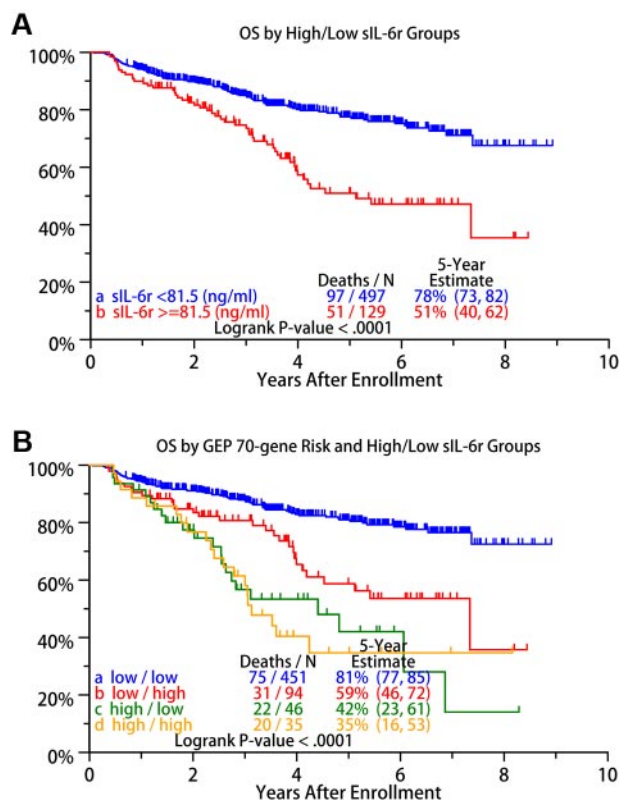 A
OS by High/Low sIL-6r Groups
100%
80%
60%
40%
20%
0%
Deaths / N
5-Year
Estimate
a sIL-6r <81.5 (ng/ml) 97 / 497 78% (73, 82)
b sIL-6r >=81.5 (ng/ml) 51 / 129 51% (40, 62)
Logrank P-value < .0001
0 2 4 6 8 10
Years After Enrollment
B
OS by GEP 70-gene Risk and High/Low sIL-6r Groups
100%
80%
60%
40%
20%
0%
Deaths / N
5-Year
Estimate
a low / low 75 / 451 81% (77, 85)
b low / high 31 / 94 59% (46, 72)
c high / low 22 / 46 42% (23, 61)
d high / high 20 / 35 35% (16, 53)
Logrank P-value < .0001
0 2 4 6 8 10
Years After Enrollment